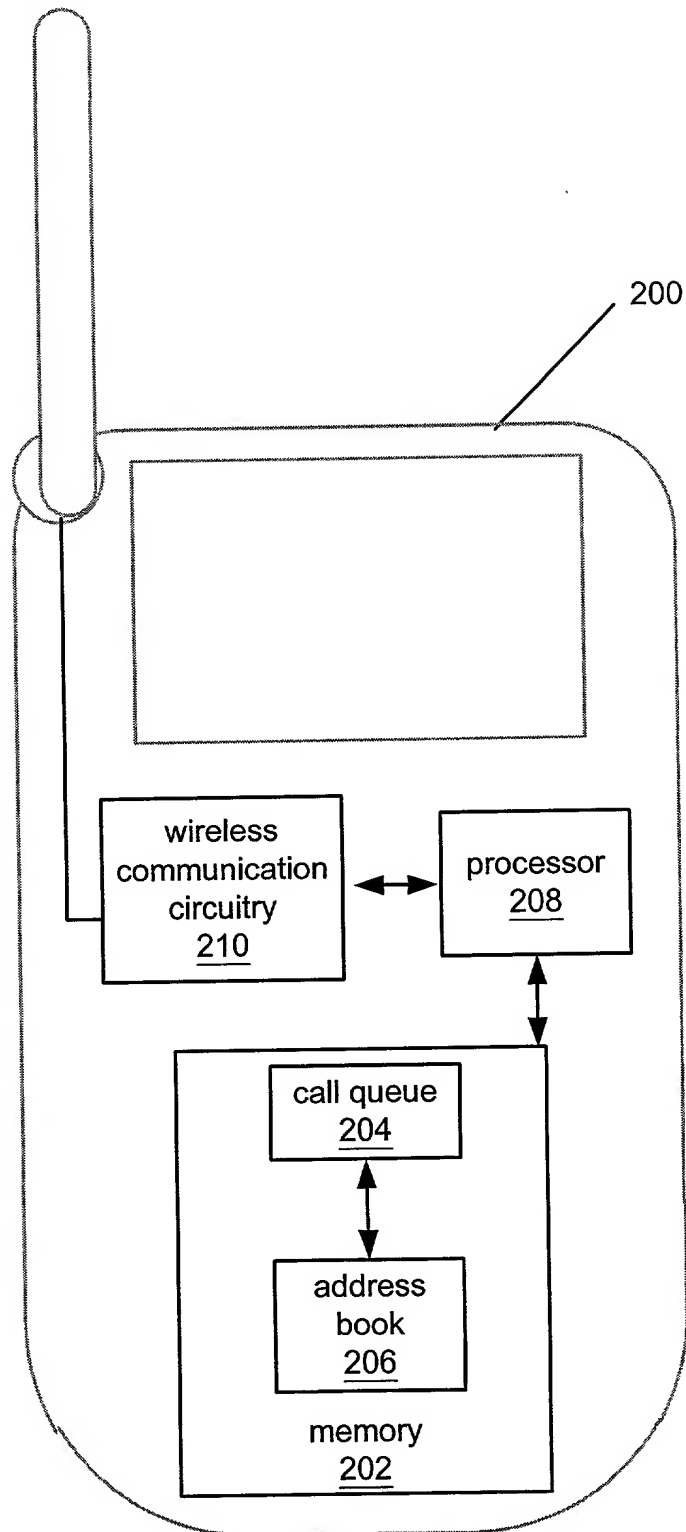 200
wireless
communication
circuitry
210
processor
208
call queue
204
address
book
206
memory
202